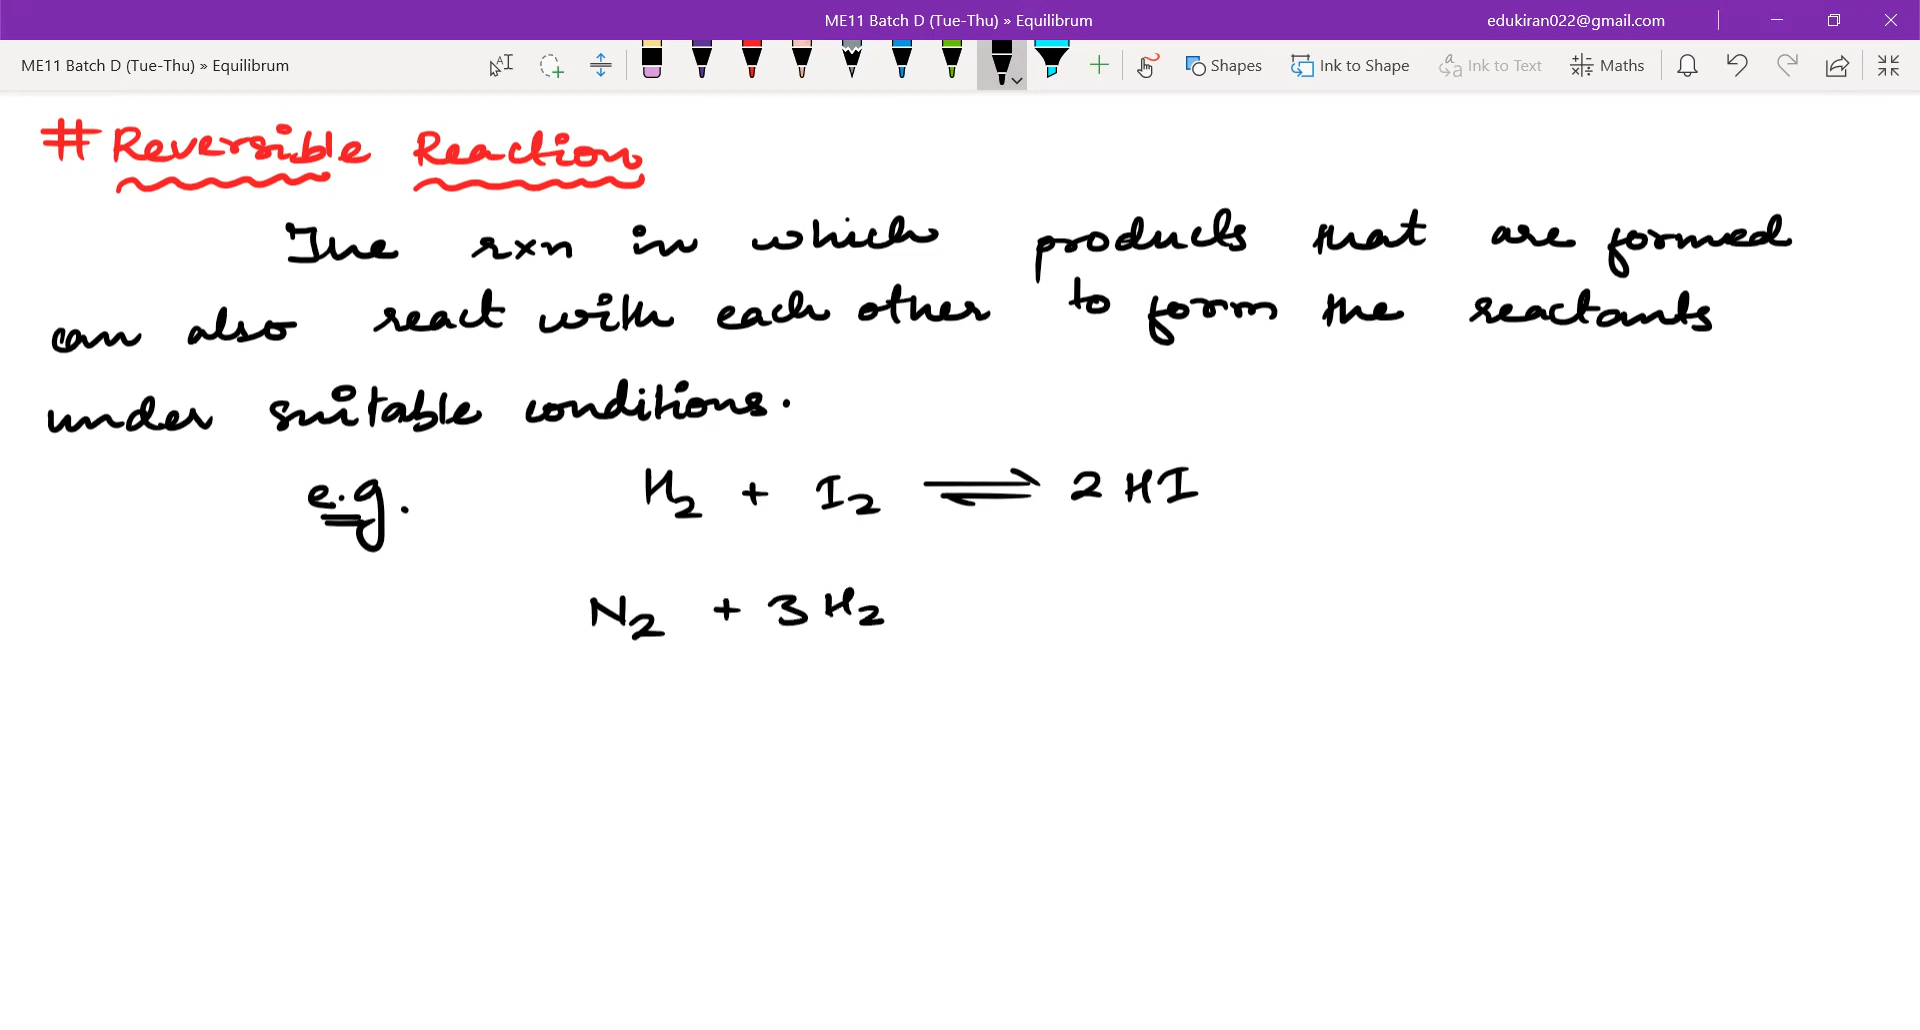 ME11 Batch D (Tue-Thu) » Equilibrum
edukiran022@gmail.com
ME11 Batch D (Tue-Thu) » Equilibrum
Shapes
Ink to Shape
Ink to Text
Maths
# Reversible Reaction
The rxn in which products that are formed
can also react with each other to form the reactants
under suitable conditions.
e.g. H₂ + I₂ ⇌ 2 HI
N₂ + 3 H₂